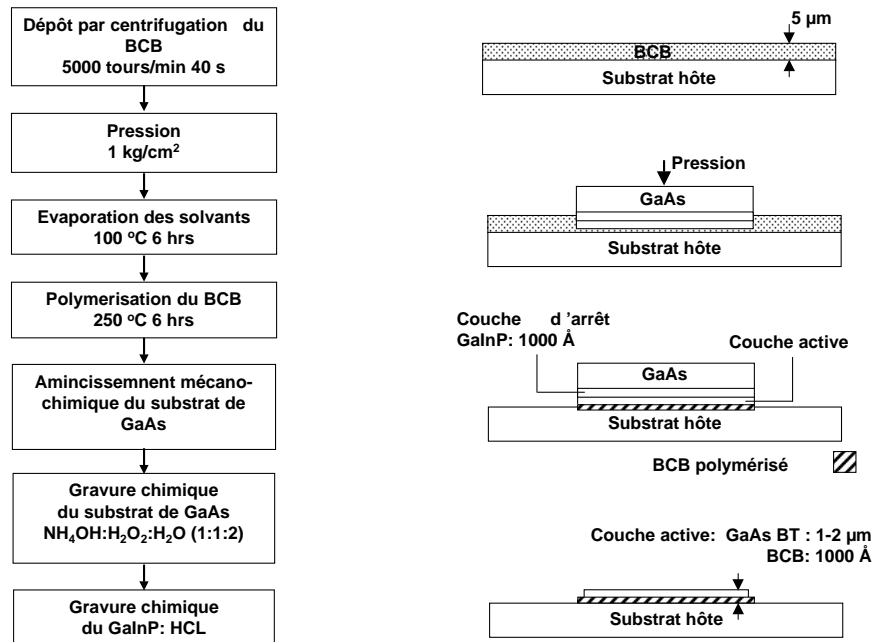 Dépôt par centrifugation du
BCB
5000 tours/min 40 s
Pression
1 kg/cm²
Evaporation des solvants
100 °C 6 hrs
Polymerisation du BCB
250 °C 6 hrs
Amincissemnent mécano-
chimique du substrat de
GaAs
Gravure chimique
du substrat de GaAs
NH₄OH:H₂O₂:H₂O (1:1:2)
Gravure chimique
du GaInP: HCL
5 µm
BCB
Substrat hôte
Pression
GaAs
Substrat hôte
Couche d ’arrêt
GaInP: 1000 Å
Couche active
GaAs
Substrat hôte
BCB polymérisé
Couche active: GaAs BT : 1-2 µm
BCB: 1000 Å
Substrat hôte